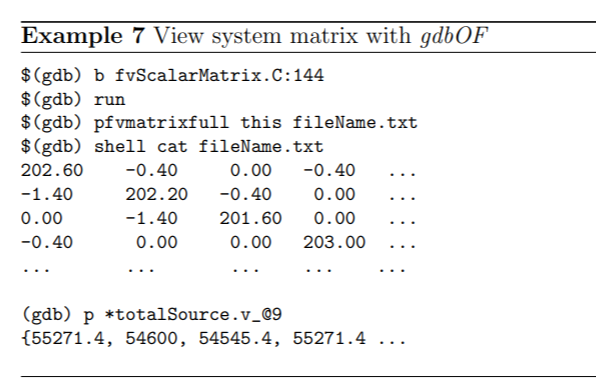 Example 7 View system matrix with gdbOF
$(gdb) b fvScalarMatrix.C:144
$(gdb) run
$(gdb) pfvmatrixfull this fileName.txt
$(gdb) shell cat fileName.txt
202.60 -0.40 0.00 -0.40 ...
-1.40 202.20 -0.40 0.00 ...
0.00 -1.40 201.60 0.00 ...
-0.40 0.00 0.00 203.00 ...
... ... ... ... ...
(gdb) p *totalSource.v_@9
{55271.4, 54600, 54545.4, 55271.4 ...